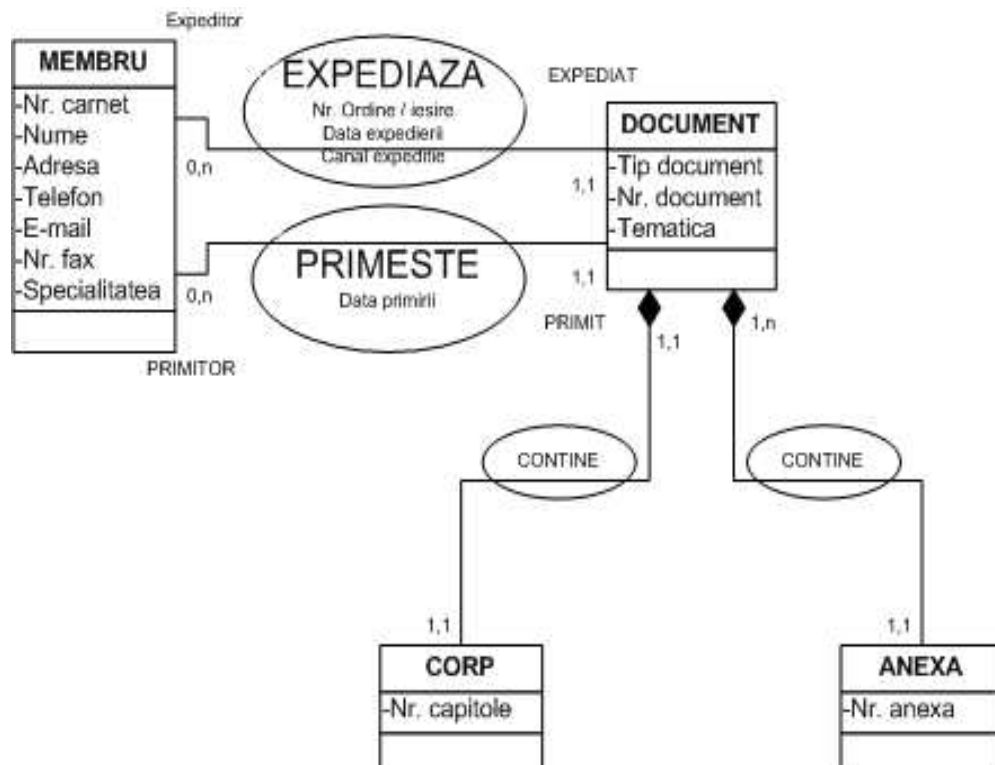 Expeditor
MEMBRU
-Nr. carnet
-Nume
-Adresa
-Telefon
-E-mail
-Nr. fax
-Specialitatea
0,n
0,n
PRIMITOR
EXPEDIAZA
Nr. Ordine / iesire
Data expedierii
Canal expeditie
PRIMESTE
Data primirii
EXPEDIAT
1,1
1,1
PRIMIT
DOCUMENT
-Tip document
-Nr. document
-Tematica
1,1
1,n
CONTINE
CONTINE
1,1
1,1
CORP
-Nr. capitole
ANEXA
-Nr. anexa